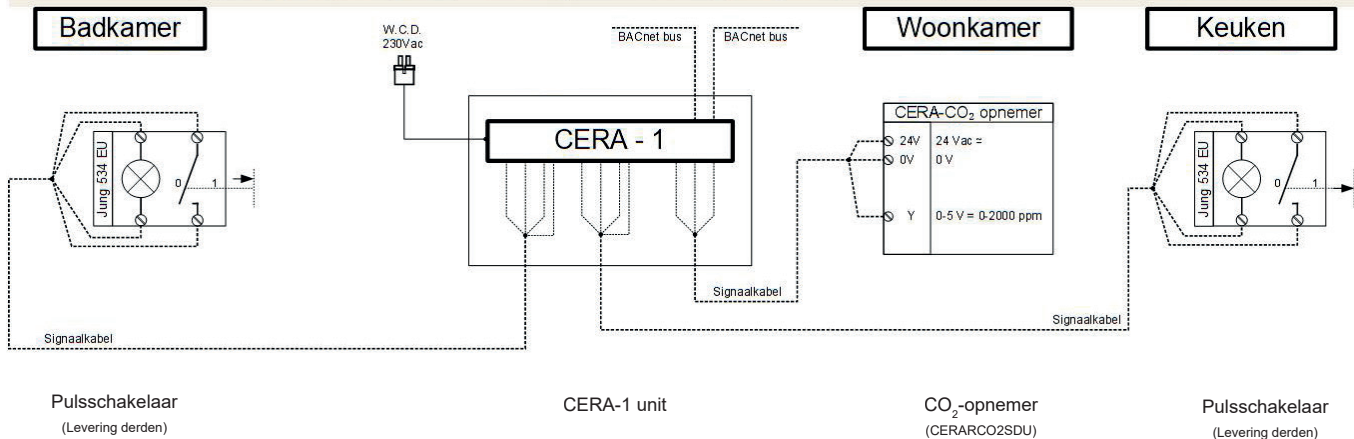 Badkamer
W.C.D.
230Vac
BACnet bus
BACnet bus
Woonkamer
Keuken
CERA - 1
CERA-CO₂ opnemer
24V 24 Vac =
0V 0 V
Y 0-5 V = 0-2000 ppm
Jung 534 EU
0 1
Jung 534 EU
0 1
Signaalkabel
Signaalkabel
Signaalkabel
Pulsschakelaar
(Levering derden)
CERA-1 unit
CO₂-opnemer
(CERARCO2SDU)
Pulsschakelaar
(Levering derden)